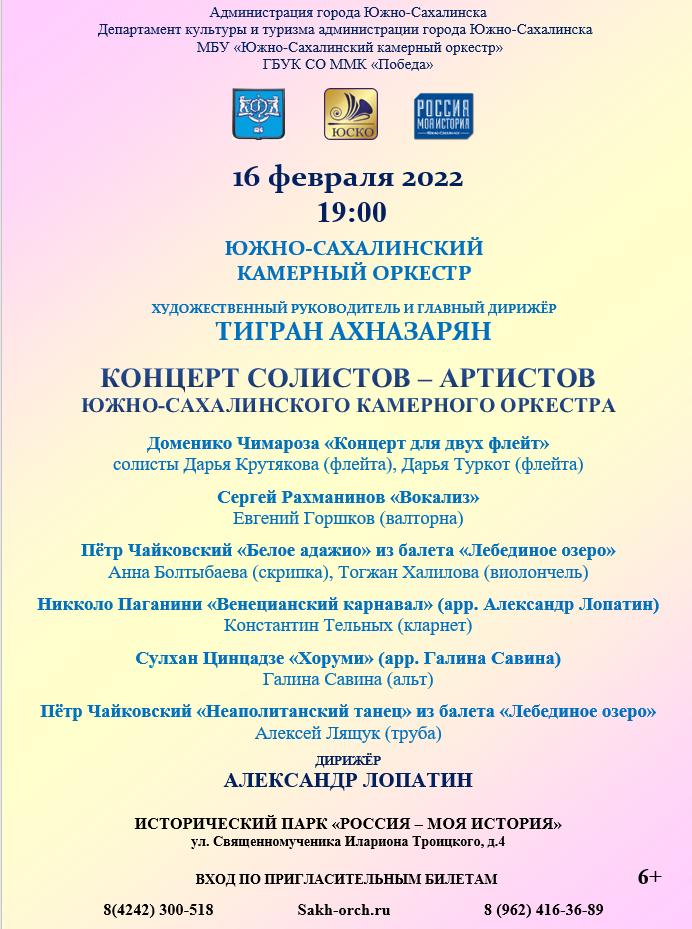 Администрация города Южно-Сахалинска
Департамент культуры и туризма администрации города Южно-Сахалинска
МБУ «Южно-Сахалинский камерный оркестр»
ГБУК СО ММК «Победа»
ЮСКО
РОССИЯ
МОЯ ИСТОРИЯ
16 февраля 2022
19:00
ЮЖНО-САХАЛИНСКИЙ
КАМЕРНЫЙ ОРКЕСТР
ХУДОЖЕСТВЕННЫЙ РУКОВОДИТЕЛЬ И ГЛАВНЫЙ ДИРИЖЁР
ТИГРАН АХНАЗАРЯН
КОНЦЕРТ СОЛИСТОВ – АРТИСТОВ
ЮЖНО-САХАЛИНСКОГО КАМЕРНОГО ОРКЕСТРА
Доменико Чимароза «Концерт для двух флейт»
солисты Дарья Крутякова (флейта), Дарья Туркот (флейта)
Сергей Рахманинов «Вокализ»
Евгений Горшков (валторна)
Пётр Чайковский «Белое адажио» из балета «Лебединое озеро»
Анна Болтыбаева (скрипка), Тогжан Халилова (виолончель)
Никколо Паганини «Венецианский карнавал» (арр. Александр Лопатин)
Константин Тельных (кларнет)
Сулхан Цинцадзе «Хоруми» (арр. Галина Савина)
Галина Савина (альт)
Пётр Чайковский «Неаполитанский танец» из балета «Лебединое озеро»
Алексей Лящук (труба)
ДИРИЖЁР
АЛЕКСАНДР ЛОПАТИН
ИСТОРИЧЕСКИЙ ПАРК «РОССИЯ – МОЯ ИСТОРИЯ»
ул. Священномученика Илариона Троицкого, д.4
ВХОД ПО ПРИГЛАСИТЕЛЬНЫМ БИЛЕТАМ 6+
8(4242) 300-518 Sakh-orch.ru 8 (962) 416-36-89